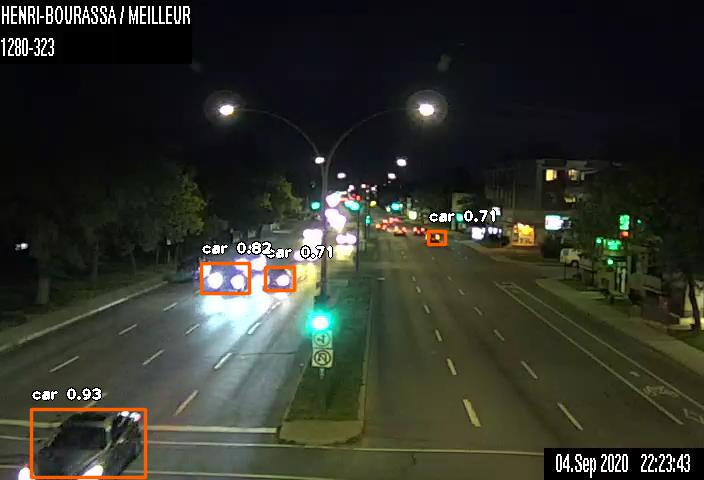 HENRI-BOURASSA / MEILLEUR
1280-323
car 0.71
car 0.82
car 0.71
car 0.93
04.Sep 2020 22:23:43